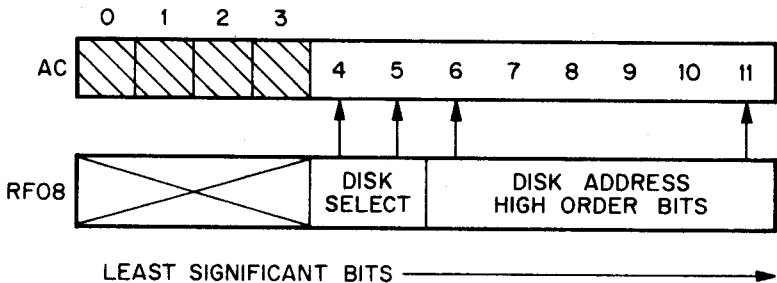 0 1 2 3
AC 4 5 6 7 8 9 10 11
RF08 DISK SELECT DISK ADDRESS HIGH ORDER BITS
LEAST SIGNIFICANT BITS